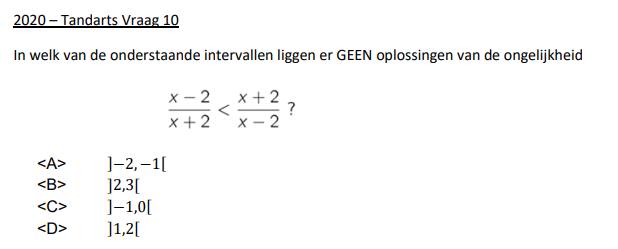 2020 – Tandarts Vraag 10
In welk van de onderstaande intervallen liggen er GEEN oplossingen van de ongelijkheid
x − 2 / x + 2 < x + 2 / x − 2 ?
<A> ]−2, −1[
<B> ]2,3[
<C> ]−1,0[
<D> ]1,2[